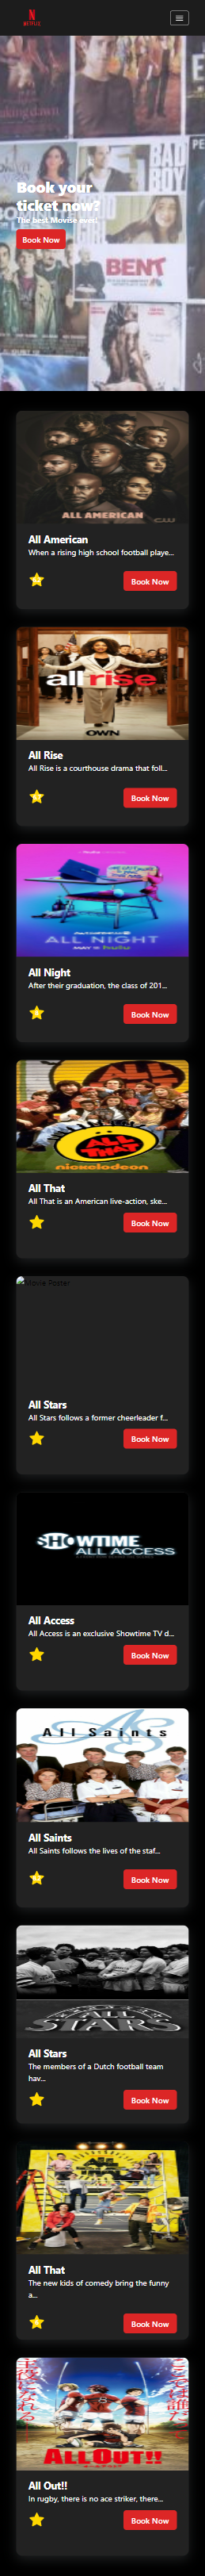 NETFLIX
Book your
ticket now?
The best Movise ever!
Book Now
BENT
ALL AMERICAN
All American
When a rising high school football playe...
Book Now
all rise
OWN
All Rise
All Rise is a courthouse drama that foll...
Book Now
ALL NIGHT
hulu
All Night
After their graduation, the class of 201...
Book Now
ALL THAT
nickelodeon
All That
All That is an American live-action, ske...
Book Now
Movie Poster
All Stars
All Stars follows a former cheerleader f...
Book Now
SHOWTIME
ALL ACCESS
All Access
All Access is an exclusive Showtime TV d...
Book Now
All Saints
All Saints
All Saints follows the lives of the staf...
Book Now
ALL
STARS
All Stars
The members of a Dutch football team
hav...
Book Now
All That
The new kids of comedy bring the funny
a...
Book Now
ALL OUT!!
All Out!!
In rugby, there is no ace striker, there...
Book Now